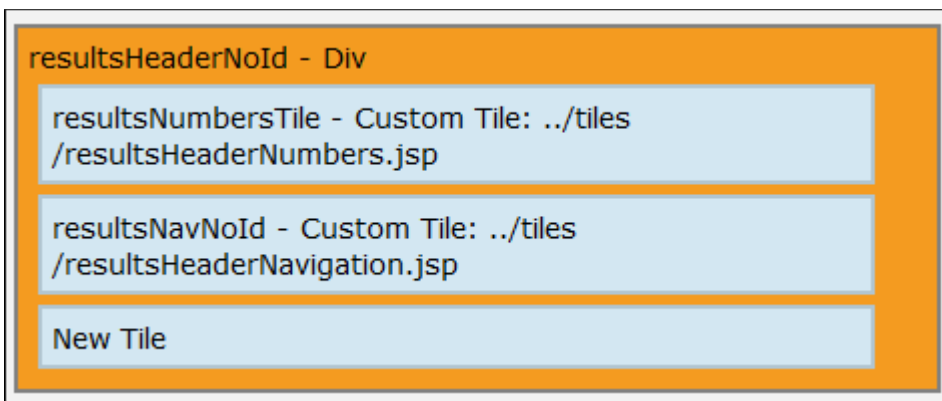 resultsHeaderNoId - Div
resultsNumbersTile - Custom Tile: ../tiles
/resultsHeaderNumbers.jsp
resultsNavNoId - Custom Tile: ../tiles
/resultsHeaderNavigation.jsp
New Tile